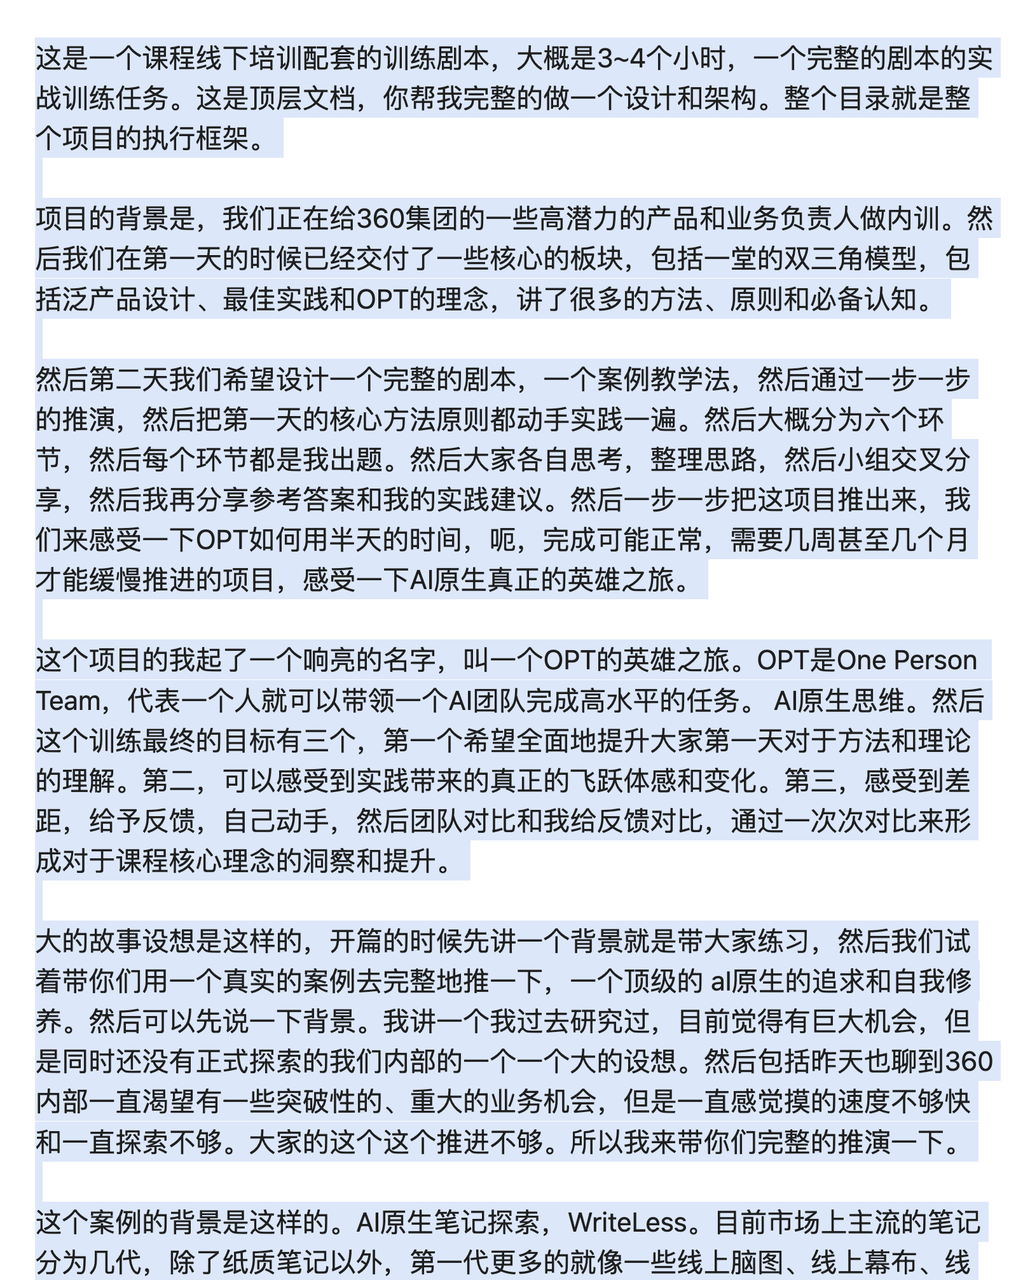 这是一个课程线下培训配套的训练剧本，大概是3~4个小时，一个完整的剧本的实
战训练任务。这是顶层文档，你帮我完整的做一个设计和架构。整个目录就是整
个项目的执行框架。
项目的背景是，我们正在给360集团的一些高潜力的产品和业务负责人做内训。然
后我们在第一天的时候已经交付了一些核心的板块，包括一堂的双三角模型，包
括泛产品设计、最佳实践和OPT的理念，讲了很多的方法、原则和必备认知。
然后第二天我们希望设计一个完整的剧本，一个案例教学法，然后通过一步一步
的推演，然后把第一天的核心方法原则都动手实践一遍。然后大概分为六个环
节，然后每个环节都是我出题。然后大家各自思考，整理思路，然后小组交叉分
享，然后我再分享参考答案和我的实践建议。然后一步一步把这项目推出来，我
们来感受一下OPT如何用半天的时间，呃，完成可能正常，需要几周甚至几个月
才能缓慢推进的项目，感受一下AI原生真正的英雄之旅。
这个项目的我起了一个响亮的名字，叫一个OPT的英雄之旅。OPT是One Person
Team，代表一个人就可以带领一个AI团队完成高水平的任务。 AI原生思维。然后
这个训练最终的目标有三个，第一个希望全面地提升大家第一天对于方法和理论
的理解。第二，可以感受到实践带来的真正的飞跃体感和变化。第三，感受到差
距，给予反馈，自己动手，然后团队对比和我给反馈对比，通过一次次对比来形
成对于课程核心理念的洞察和提升。
大的故事设想是这样的，开篇的时候先讲一个背景就是带大家练习，然后我们试
着带你们用一个真实的案例去完整地推一下，一个顶级的 aI原生的追求和自我修
养。然后可以先说一下背景。我讲一个我过去研究过，目前觉得有巨大机会，但
是同时还没有正式探索的我们内部的一个一个大的设想。然后包括昨天也聊到360
内部一直渴望有一些突破性的、重大的业务机会，但是一直感觉摸的速度不够快
和一直探索不够。大家的这个这个推进不够。所以我来带你们完整的推演一下。
这个案例的背景是这样的。AI原生笔记探索，WriteLess。目前市场上主流的笔记
分为几代，除了纸质笔记以外，第一代更多的就像一些线上脑图、线上幕布、线